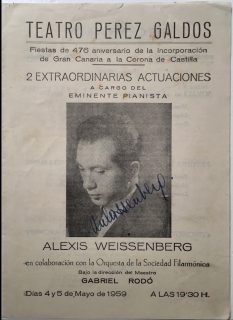 TEATRO PEREZ GALDOS
Fiestas de 476 aniversario de la Incorporación
de Gran Canaria a la Corona de Castilla
2 EXTRAORDINARIAS ACTUACIONES
A CARGO DEL
EMINENTE PIANISTA
AWeissenberg
ALEXIS WEISSENBERG
en colaboración con la Orquesta de la Sociedad Filarmónica
Bajo la dirección del Maestro
GABRIEL RODÓ
Días 4 y 5 de Mayo de 1959 A LAS 19'30 H.